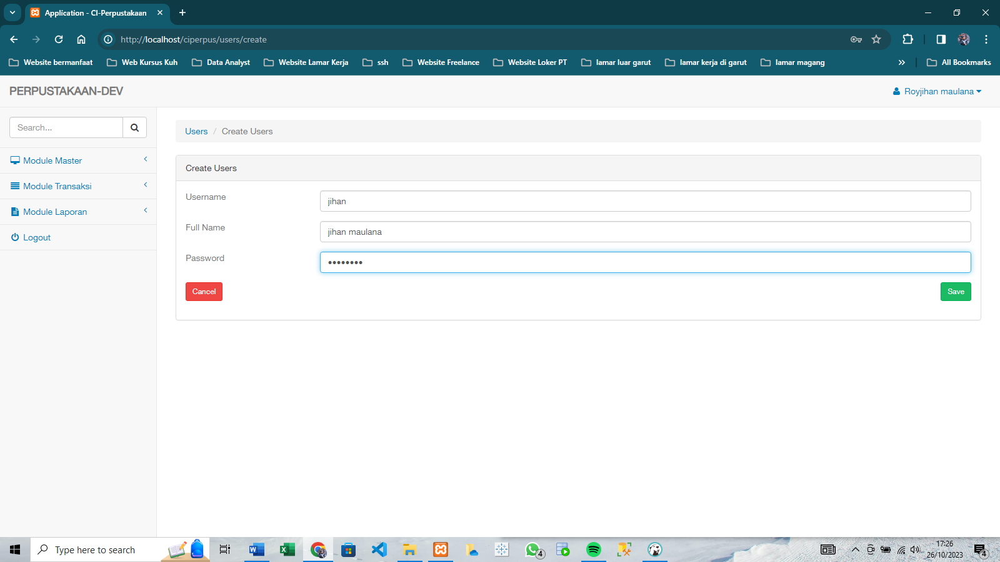 Application - CI-Perpustakaan
http://localhost/ciperpus/users/create
Website bermanfaat Web Kursus Kuh Data Analyst Website Lamar Kerja ssh Website Freelance Website Loker PT lamar luar garut lamar kerja di garut lamar magang All Bookmarks
PERPUSTAKAAN-DEV
Royjihan maulana
Search...
Users / Create Users
Module Master
Module Transaksi
Module Laporan
Logout
Create Users
Username
jihan
Full Name
jihan maulana
Password
Cancel
Save
Type here to search
4
17:26
26/10/2023
4